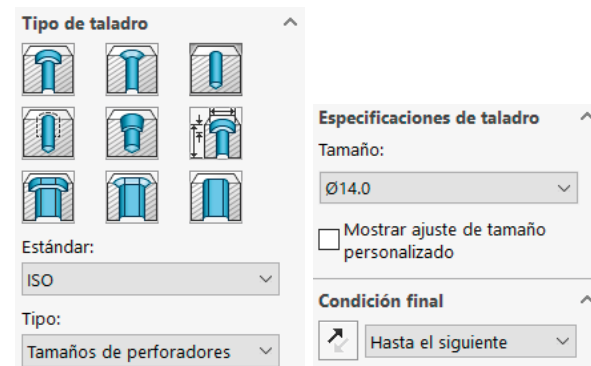 Tipo de taladro
Estándar:
ISO
Tipo:
Tamaños de perforadores
Especificaciones de taladro
Tamaño:
Ø14.0
Mostrar ajuste de tamaño
personalizado
Condición final
Hasta el siguiente